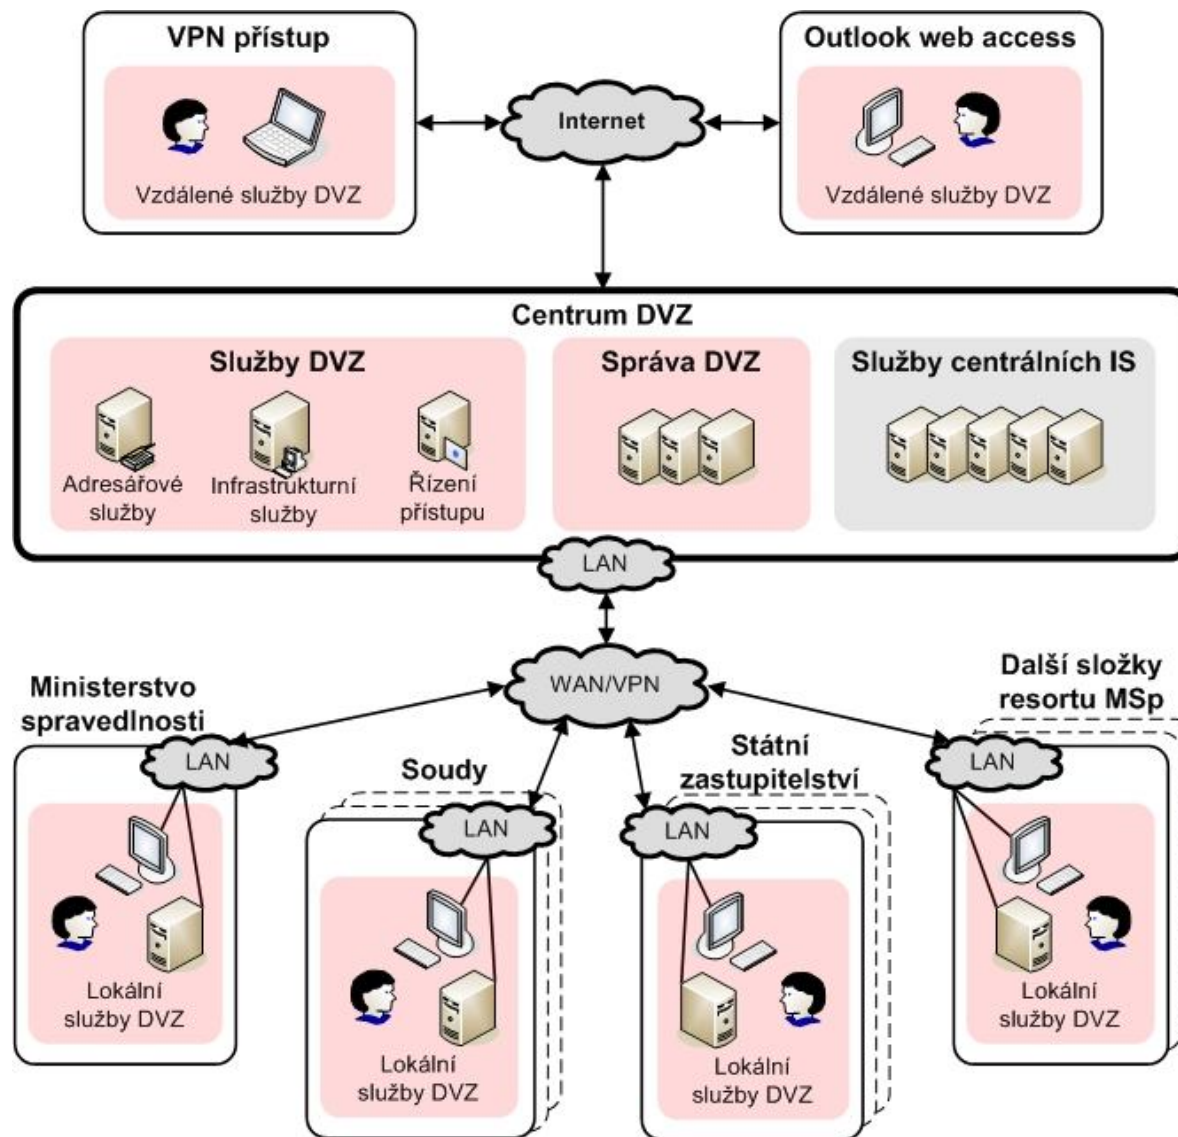 VPN přístup
Vzdálené služby DVZ
Internet
Outlook web access
Vzdálené služby DVZ
Centrum DVZ
Služby DVZ
Adresářové
služby
Infrastrukturní
služby
Řízení
přístupu
Správa DVZ
Služby centrálních IS
LAN
WAN/VPN
Ministerstvo
spravedlnosti
LAN
Lokální
služby DVZ
Soudy
LAN
Lokální
služby DVZ
Státní
zastupitelství
LAN
Lokální
služby DVZ
Další složky
resortu MSp
LAN
Lokální
služby DVZ